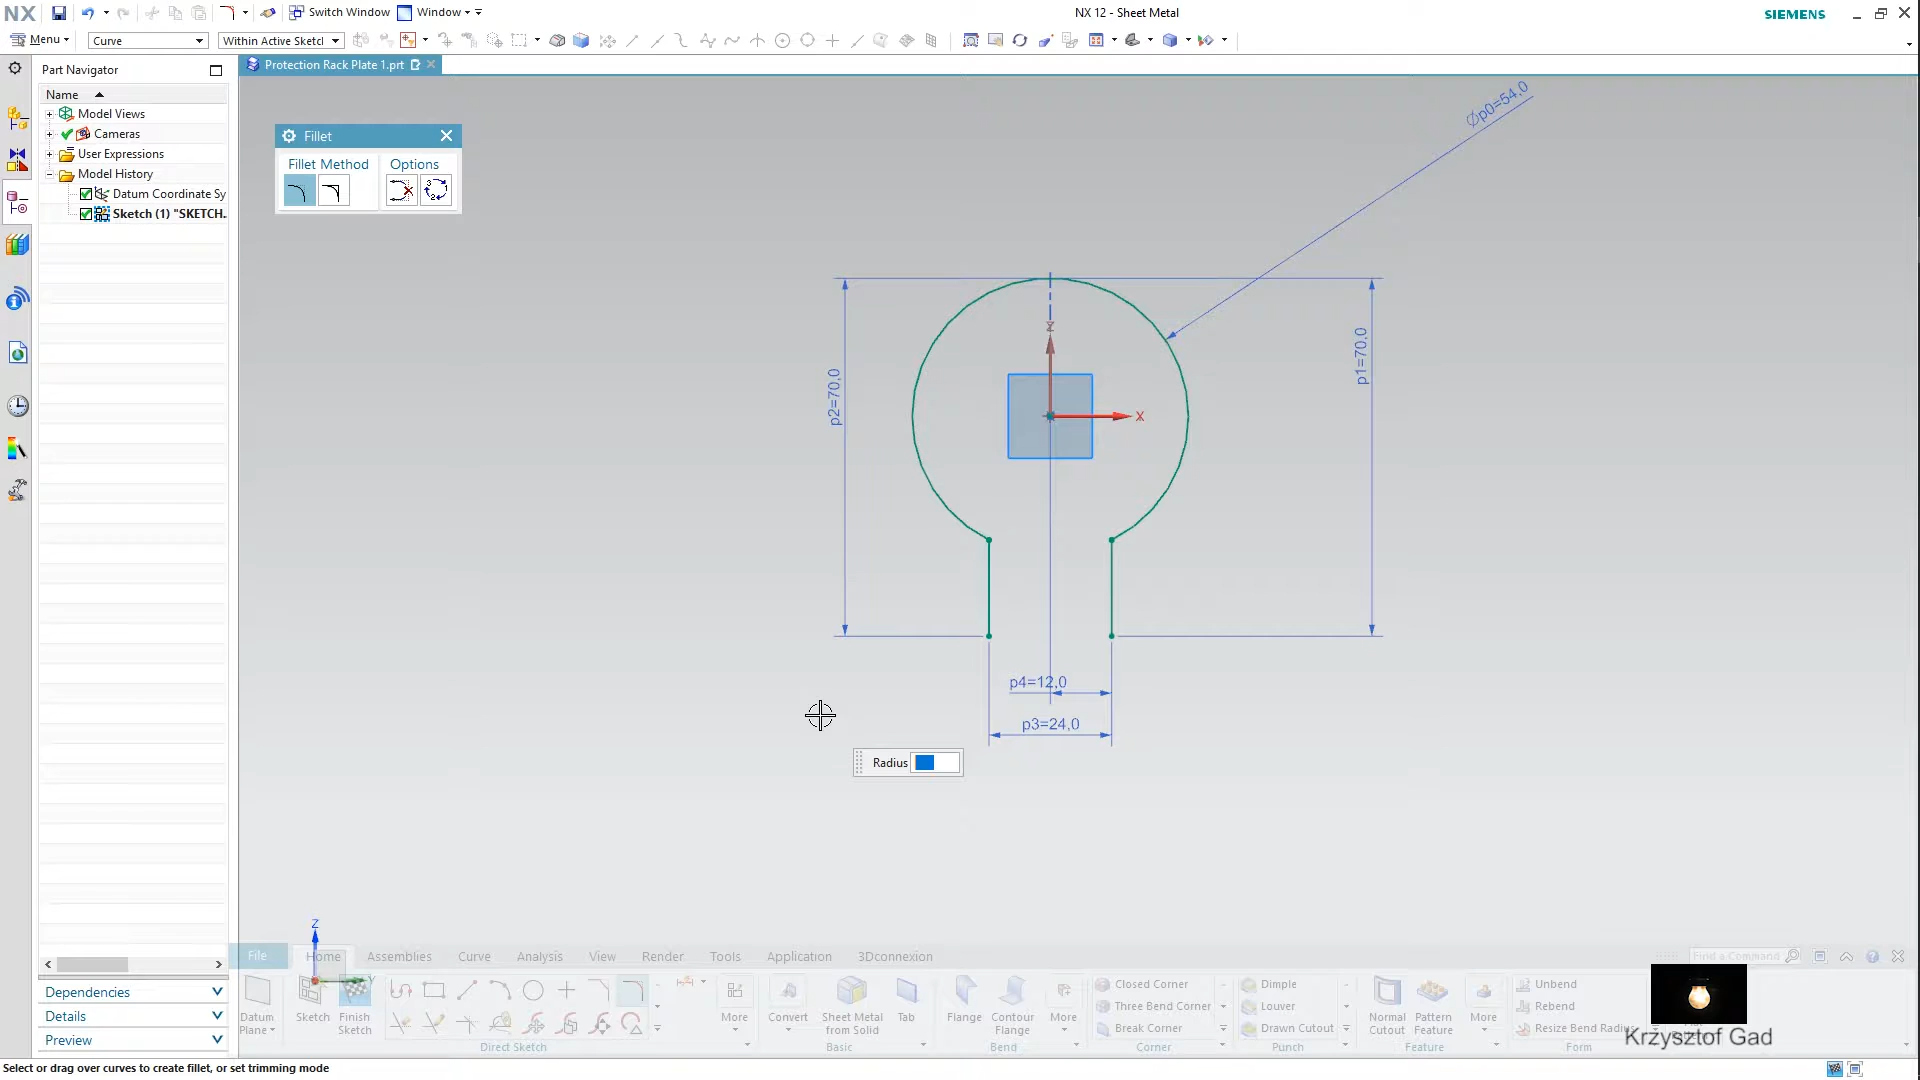 NX
Switch Window
Window
NX 12 - Sheet Metal
SIEMENS
Menu
Curve
Within Active Sketcl
Part Navigator
Protection Rack Plate 1.prt
Name
Model Views
Cameras
User Expressions
Model History
Datum Coordinate Sy
Sketch (1) "SKETCH.
Fillet
Fillet Method
Options
Øp0=54,0
p1=70,0
p2=70,0
Z
X
p4=12,0
p3=24,0
Radius
Z
Y
File
Home
Assemblies
Curve
Analysis
View
Render
Tools
Application
3Dconnexion
Find a Command
Dependencies
Details
Preview
Datum
Plane
Sketch
Finish
Sketch
Direct Sketch
More
Convert
Sheet Metal
from Solid
Tab
Basic
Flange
Contour
Flange
More
Bend
Closed Corner
Three Bend Corner
Break Corner
Corner
Dimple
Louver
Drawn Cutout
Punch
Normal
Cutout
Pattern
Feature
More
Feature
Unbend
Rebend
Resize Bend Radius
Form
Krzysztof Gad
Select or drag over curves to create fillet, or set trimming mode